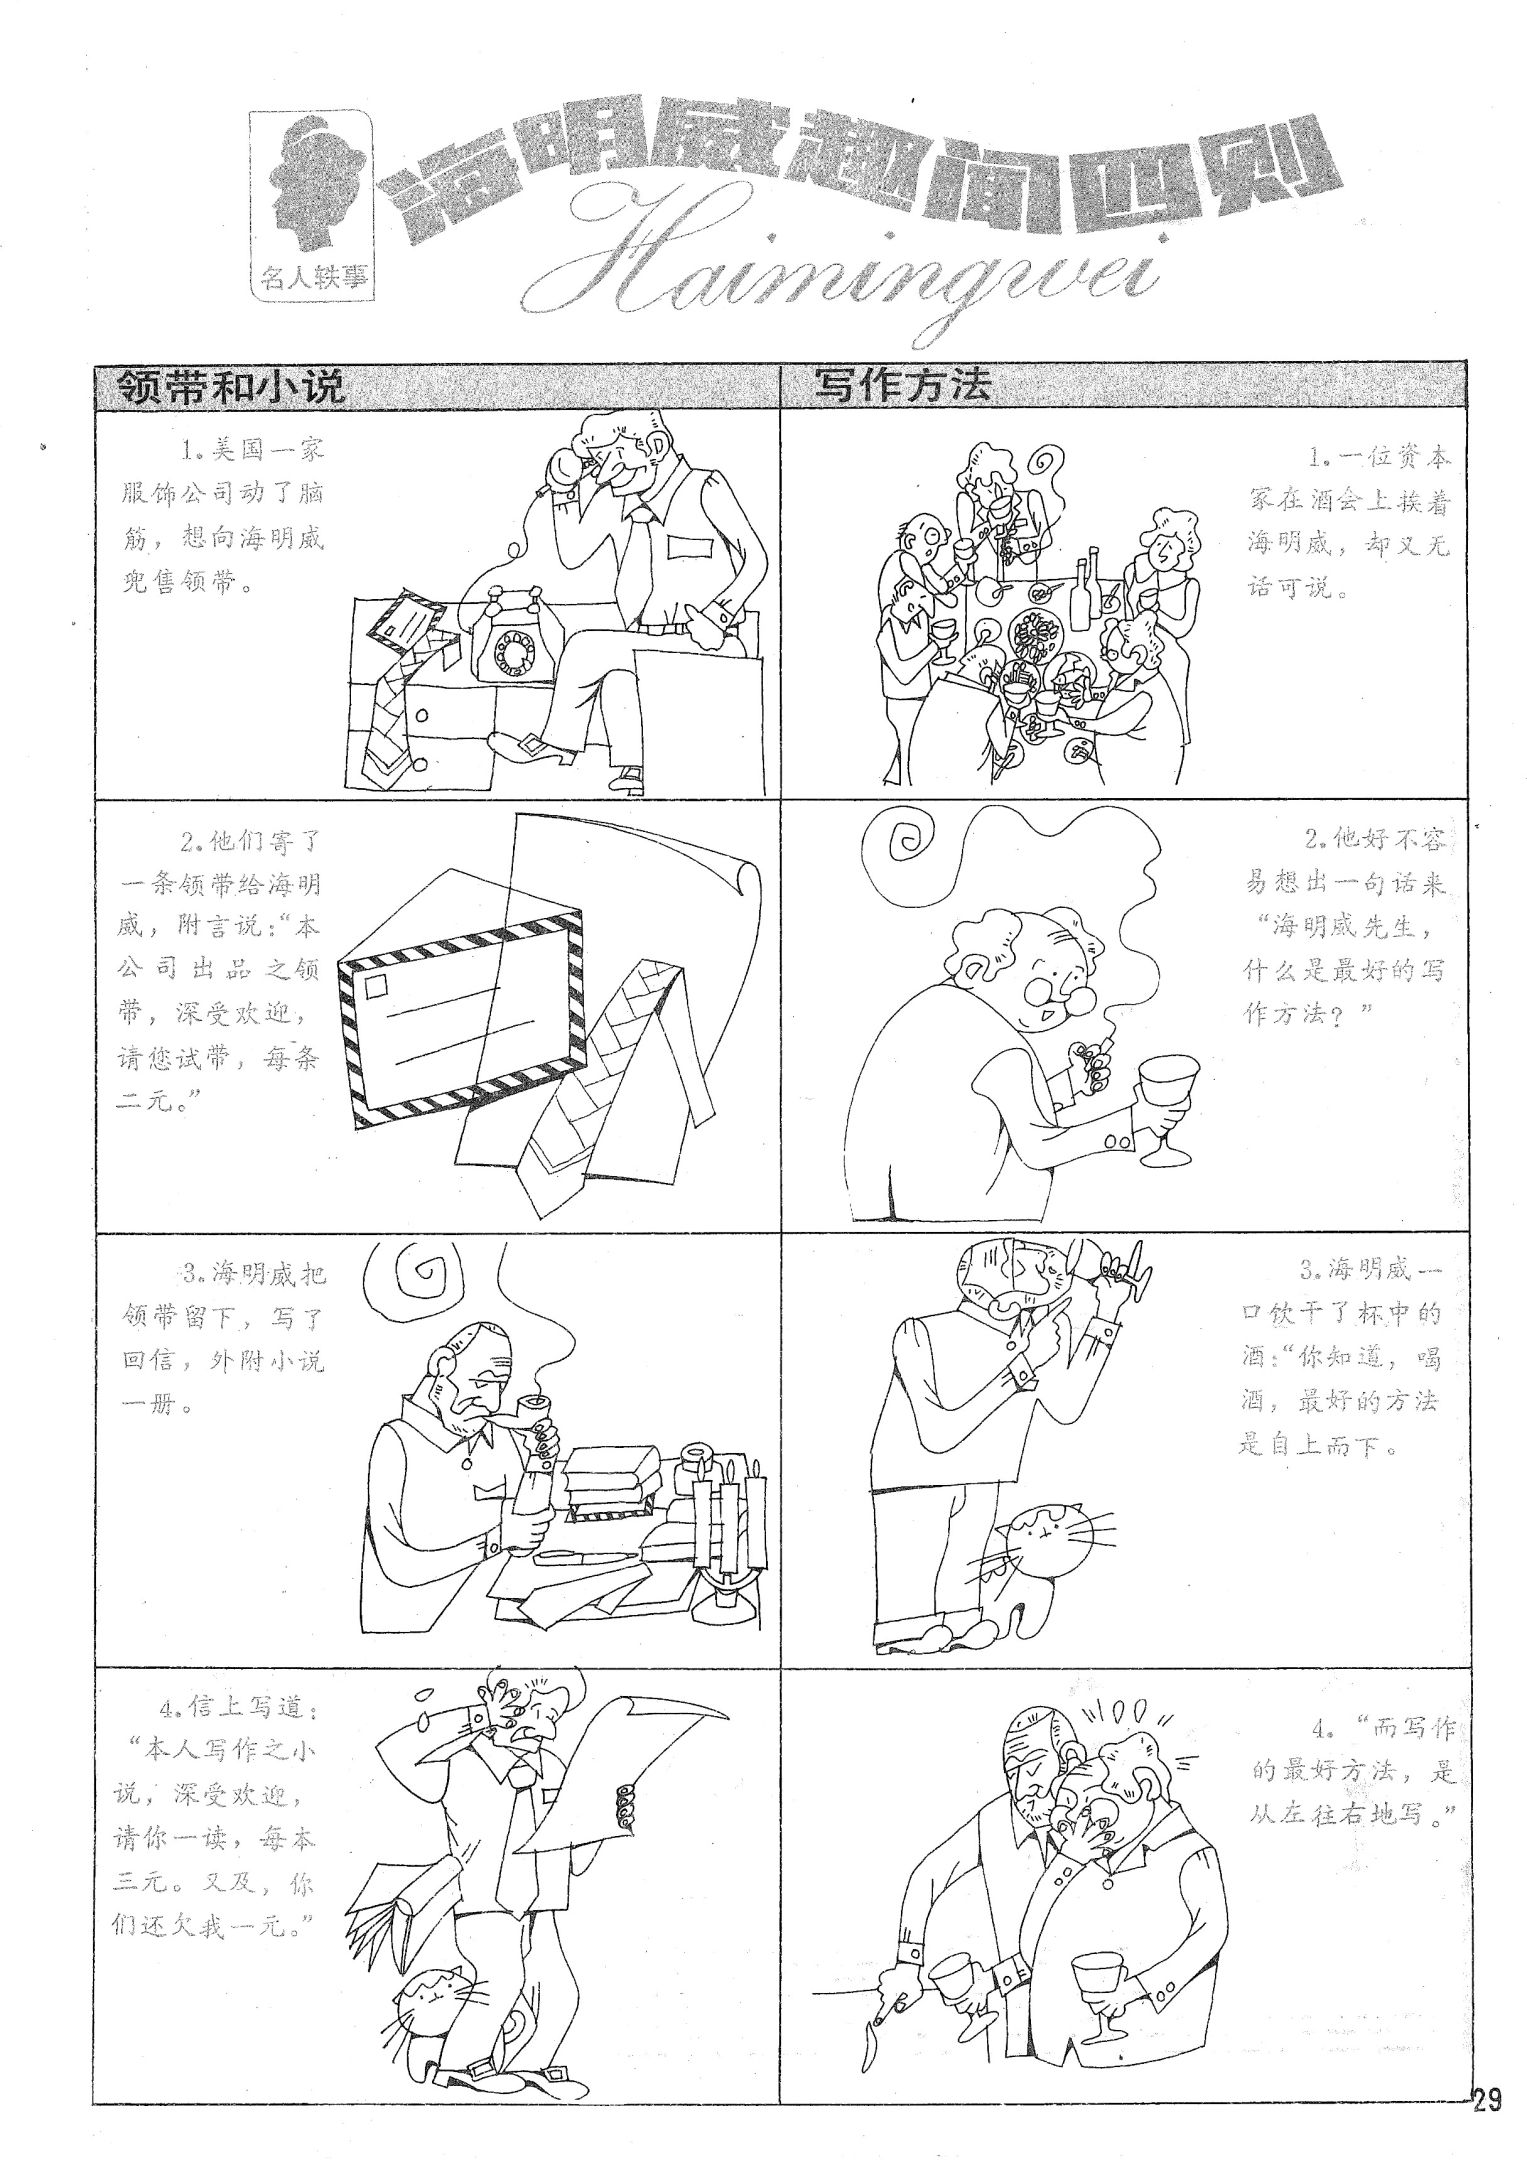 海明威趣闻四则
名人轶事
Haimingwei
领带和小说
1.美国一家
服饰公司动了脑
筋，想向海明威
兜售领带。
2.他们寄了
一条领带给海明
威，附言说：“本
公司出品之领
带，深受欢迎，
请您试带，每条
二元。”
3.海明威把
领带留下，写了
回信，外附小说
一册。
4.信上写道：
“本人写作之小
说，深受欢迎，
请你一读，每本
三元。又及，你
们还欠我一元。”
写作方法
1.一位资本
家在酒会上挨着
海明威，却又无
话可说。
2.他好不容
易想出一句话来
“海明威先生，
什么是最好的写
作方法？”
3.海明威一
口饮干了杯中的
酒：“你知道，喝
酒，最好的方法
是自上而下。
4.“而写作
的最好方法，是
从左往右地写。”
29